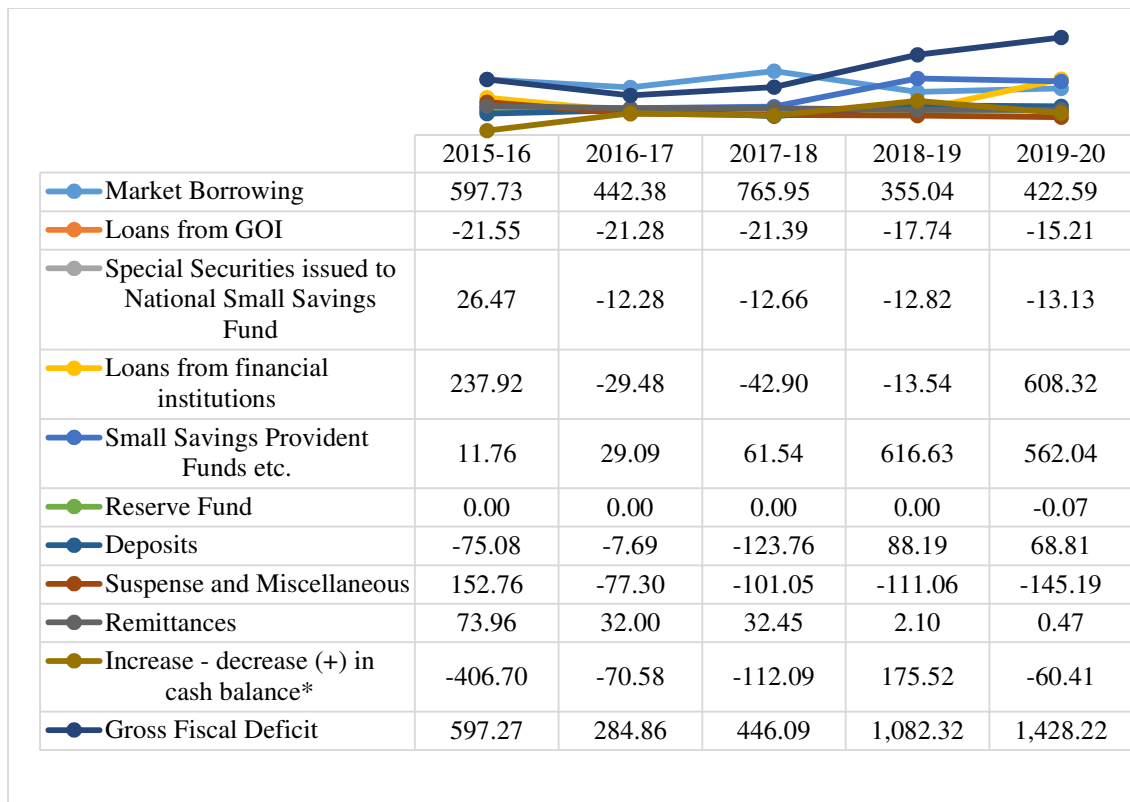 2015-16 2016-17 2017-18 2018-19 2019-20
Market Borrowing 597.73 442.38 765.95 355.04 422.59
Loans from GOI -21.55 -21.28 -21.39 -17.74 -15.21
Special Securities issued to
National Small Savings 26.47 -12.28 -12.66 -12.82 -13.13
Fund
Loans from financial
institutions 237.92 -29.48 -42.90 -13.54 608.32
Small Savings Provident
Funds etc. 11.76 29.09 61.54 616.63 562.04
Reserve Fund 0.00 0.00 0.00 0.00 -0.07
Deposits -75.08 -7.69 -123.76 88.19 68.81
Suspense and Miscellaneous 152.76 -77.30 -101.05 -111.06 -145.19
Remittances 73.96 32.00 32.45 2.10 0.47
Increase - decrease (+) in
cash balance* -406.70 -70.58 -112.09 175.52 -60.41
Gross Fiscal Deficit 597.27 284.86 446.09 1,082.32 1,428.22